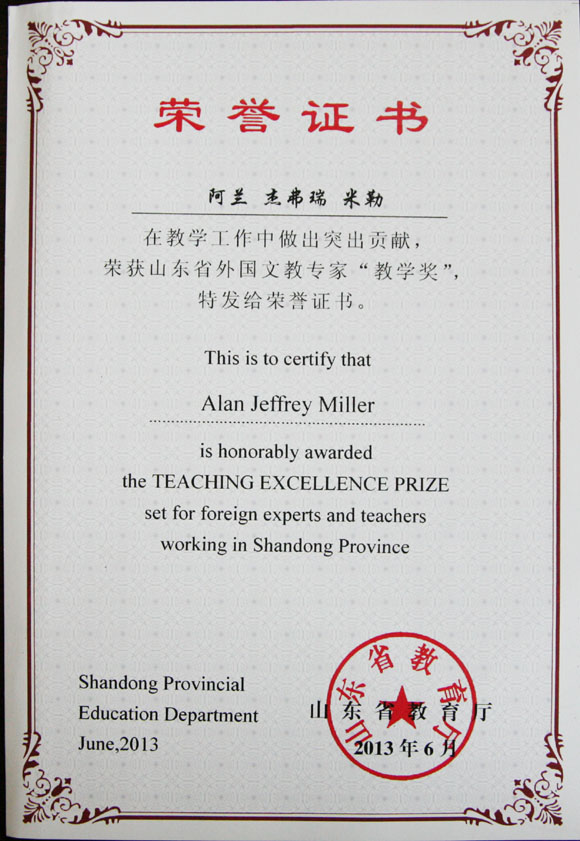 荣誉证书
阿兰 杰弗瑞 米勒
在教学工作中做出突出贡献，
荣获山东省外国文教专家“教学奖”，
特发给荣誉证书。
This is to certify that
Alan Jeffrey Miller
is honorably awarded
the TEACHING EXCELLENCE PRIZE
set for foreign experts and teachers
working in Shandong Province
Shandong Provincial
Education Department
June,2013
山东省教育厅
山东省教育厅
2013年6月